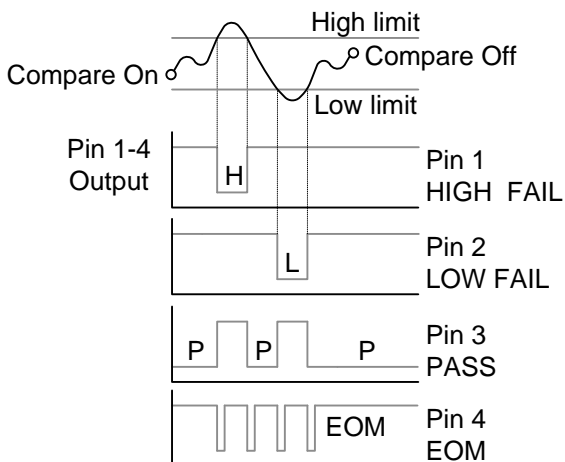 High limit
Compare On
Compare Off
Low limit
Pin 1-4
Output
H
Pin 1
HIGH FAIL
L
Pin 2
LOW FAIL
P P P
Pin 3
PASS
EOM
Pin 4
EOM